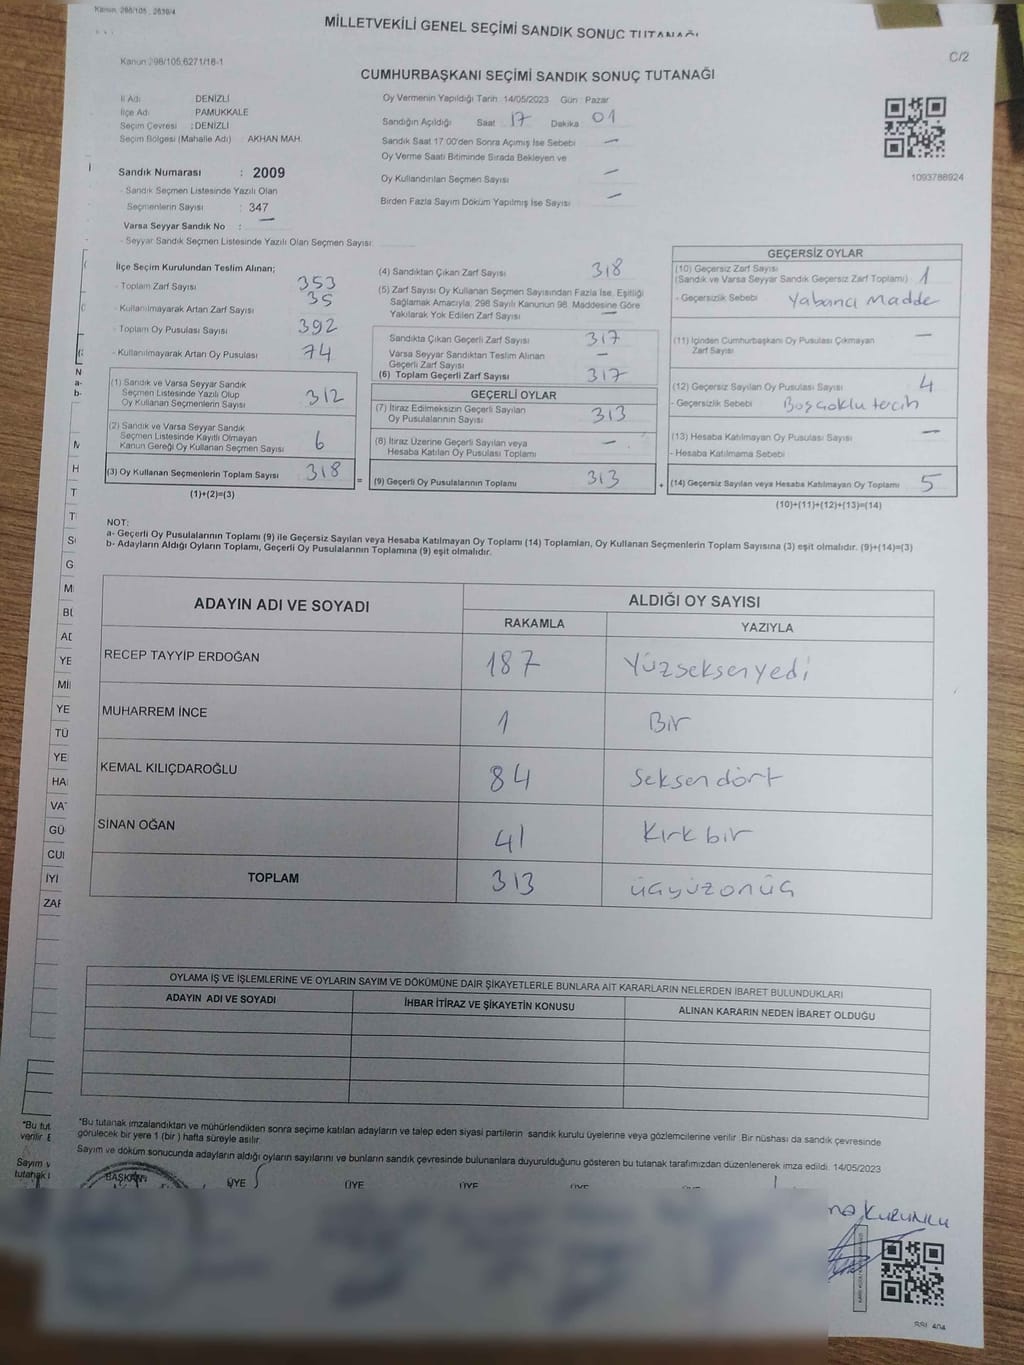 Kanun: 298/105, 2839/4
MİLLETVEKİLİ GENEL SEÇİMİ SANDIK SONUÇ TUTANAĞI
C/2
Kanun 298/105,6271/18-1
CUMHURBAŞKANI SEÇİMİ SANDIK SONUÇ TUTANAĞI
İl Adı DENİZLİ
İlçe Adı PAMUKKALE
Seçim Çevresi : DENİZLİ
Seçim Bölgesi (Mahalle Adı) AKHAN MAH.
Sandık Numarası : 2009
- Sandık Seçmen Listesinde Yazılı Olan
Seçmenlerin Sayısı : 347
Varsa Seyyar Sandık No : —
- Seyyar Sandık Seçmen Listesinde Yazılı Olan Seçmen Sayısı:
Oy Vermenin Yapıldığı Tarih 14/05/2023 Gün : Pazar
Sandığın Açıldığı Saat 17 Dakika 01
Sandık Saat 17:00'den Sonra Açımış İse Sebebi —
Oy Verme Saati Bitiminde Sırada Bekleyen ve
Oy Kullandırılan Seçmen Sayısı —
Birden Fazla Sayım Döküm Yapılmış İse Sayısı —
1093788924
İlçe Seçim Kurulundan Teslim Alınan;
- Toplam Zarf Sayısı 353
- Kullanılmayarak Artan Zarf Sayısı 35
- Toplam Oy Pusulası Sayısı 392
- Kullanılmayarak Artan Oy Pusulası 74
(1) Sandık ve Varsa Seyyar Sandık
Seçmen Listesinde Yazılı Olup
Oy Kullanan Seçmenlerin Sayısı 312
(2) Sandık ve Varsa Seyyar Sandık
Seçmen Listesinde Kayıtlı Olmayan
Kanun Gereği Oy Kullanan Seçmen Sayısı 6
(3) Oy Kullanan Seçmenlerin Toplam Sayısı 318
=
(1)+(2)=(3)
(4) Sandıktan Çıkan Zarf Sayısı 318
(5) Zarf Sayısı Oy Kullanan Seçmen Sayısından Fazla İse, Eşitliği
Sağlamak Amacıyla; 298 Sayılı Kanunun 98. Maddesine Göre
Yakılarak Yok Edilen Zarf Sayısı —
Sandıkta Çıkan Geçerli Zarf Sayısı 317
Varsa Seyyar Sandıktan Teslim Alınan
Geçerli Zarf Sayısı —
(6) Toplam Geçerli Zarf Sayısı 317
GEÇERLİ OYLAR
(7) İtiraz Edilmeksizin Geçerli Sayılan
Oy Pusulalarının Sayısı 313
(8) İtiraz Üzerine Geçerli Sayılan veya
Hesaba Katılan Oy Pusulası Toplamı —
(9) Geçerli Oy Pusulalarının Toplamı 313
+
GEÇERSİZ OYLAR
(10) Geçersiz Zarf Sayısı
(Sandık ve Varsa Seyyar Sandık Geçersiz Zarf Toplamı) 1
- Geçersizlik Sebebi Yabancı Madde
(11) İçinden Cumhurbaşkanı Oy Pusulası Çıkmayan
Zarf Sayısı —
(12) Geçersiz Sayılan Oy Pusulası Sayısı 4
- Geçersizlik Sebebi Boş çoklu tercih
(13) Hesaba Katılmayan Oy Pusulası Sayısı —
- Hesaba Katılmama Sebebi
(14) Geçersiz Sayılan veya Hesaba Katılmayan Oy Toplamı 5
(10)+(11)+(12)+(13)=(14)
NOT:
a- Geçerli Oy Pusulalarının Toplamı (9) ile Geçersiz Sayılan veya Hesaba Katılmayan Oy Toplamı (14) Toplamları, Oy Kullanan Seçmenlerin Toplam Sayısına (3) eşit olmalıdır. (9)+(14)=(3)
b- Adayların Aldığı Oyların Toplamı, Geçerli Oy Pusulalarının Toplamına (9) eşit olmalıdır.
ADAYIN ADI VE SOYADI
ALDIĞI OY SAYISI
RAKAMLA YAZIYLA
RECEP TAYYİP ERDOĞAN 187 Yüzseksenyedi
MUHARREM İNCE 1 Bir
KEMAL KILIÇDAROĞLU 84 Seksen dört
SİNAN OĞAN 41 Kırk bir
TOPLAM 313 üçyüzonüç
OYLAMA İŞ VE İŞLEMLERİNE VE OYLARIN SAYIM VE DÖKÜMÜNE DAİR ŞİKAYETLERLE BUNLARA AİT KARARLARIN NELERDEN İBARET BULUNDUKLARI
ADAYIN ADI VE SOYADI İHBAR İTİRAZ VE ŞİKAYETİN KONUSU ALINAN KARARIN NEDEN İBARET OLDUĞU
*Bu tutanak imzalandıktan ve mühürlendikten sonra seçime katılan adayların ve talep eden siyasi partilerin sandık kurulu üyelerine veya gözlemcilerine verilir. Bir nüshası da sandık çevresinde
görülecek bir yere 1 (bir) hafta süreyle asılır.
Sayım ve döküm sonucunda adayların aldığı oyların sayılarını ve bunların sandık çevresinde bulunanlara duyurulduğunu gösteren bu tutanak tarafımızdan düzenlenerek imza edildi. 14/05/2023
BAŞKAN ÜYE ÜYE ÜYE